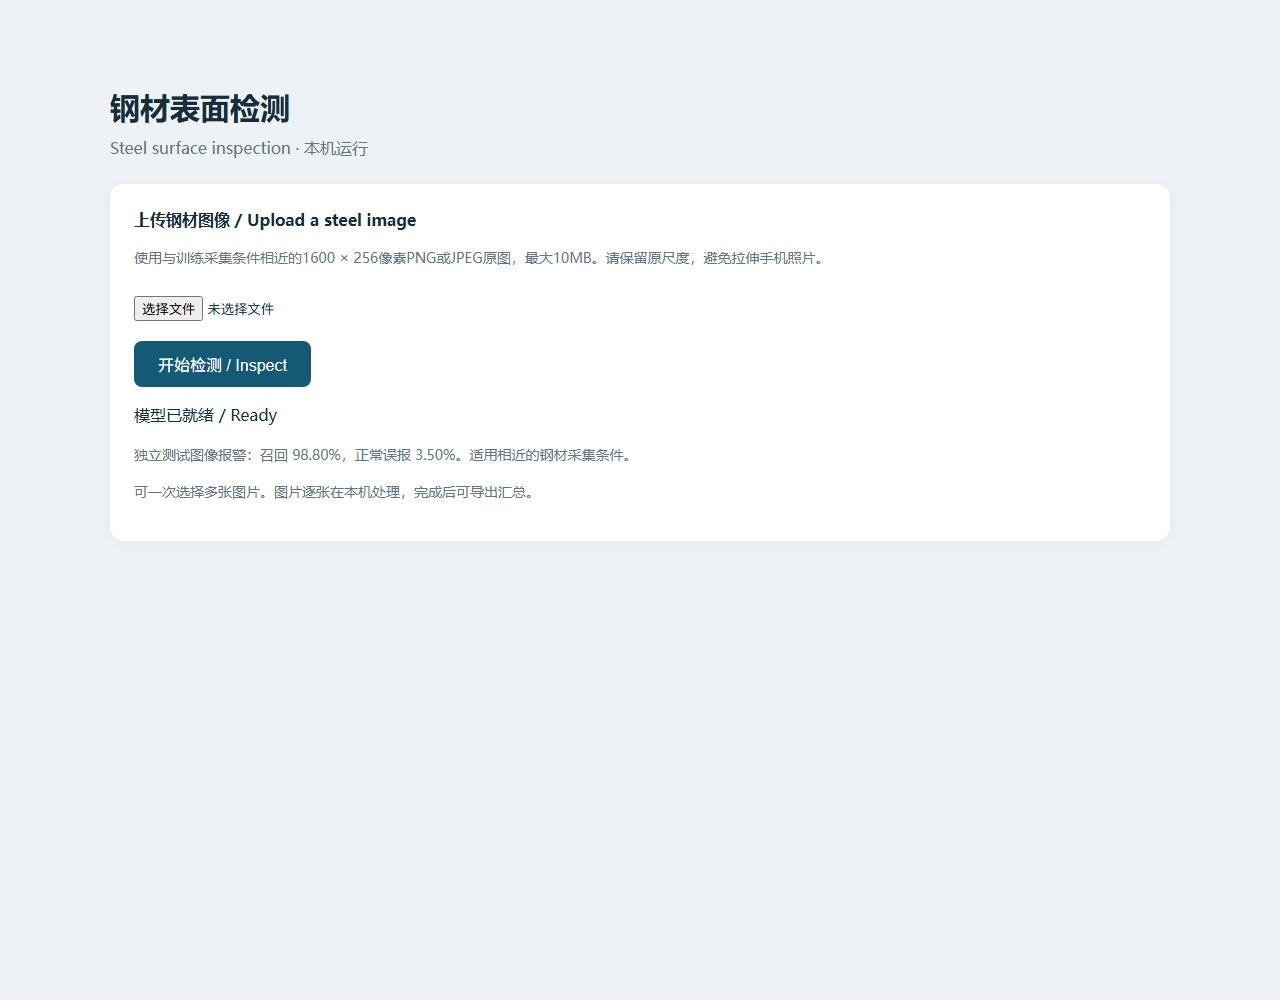 钢材表面检测
Steel surface inspection · 本机运行
上传钢材图像 / Upload a steel image
使用与训练采集条件相近的1600 × 256像素PNG或JPEG原图，最大10MB。请保留原尺度，避免拉伸手机照片。
选择文件 未选择文件
开始检测 / Inspect
模型已就绪 / Ready
独立测试图像报警：召回 98.80%，正常误报 3.50%。适用相近的钢材采集条件。
可一次选择多张图片。图片逐张在本机处理，完成后可导出汇总。